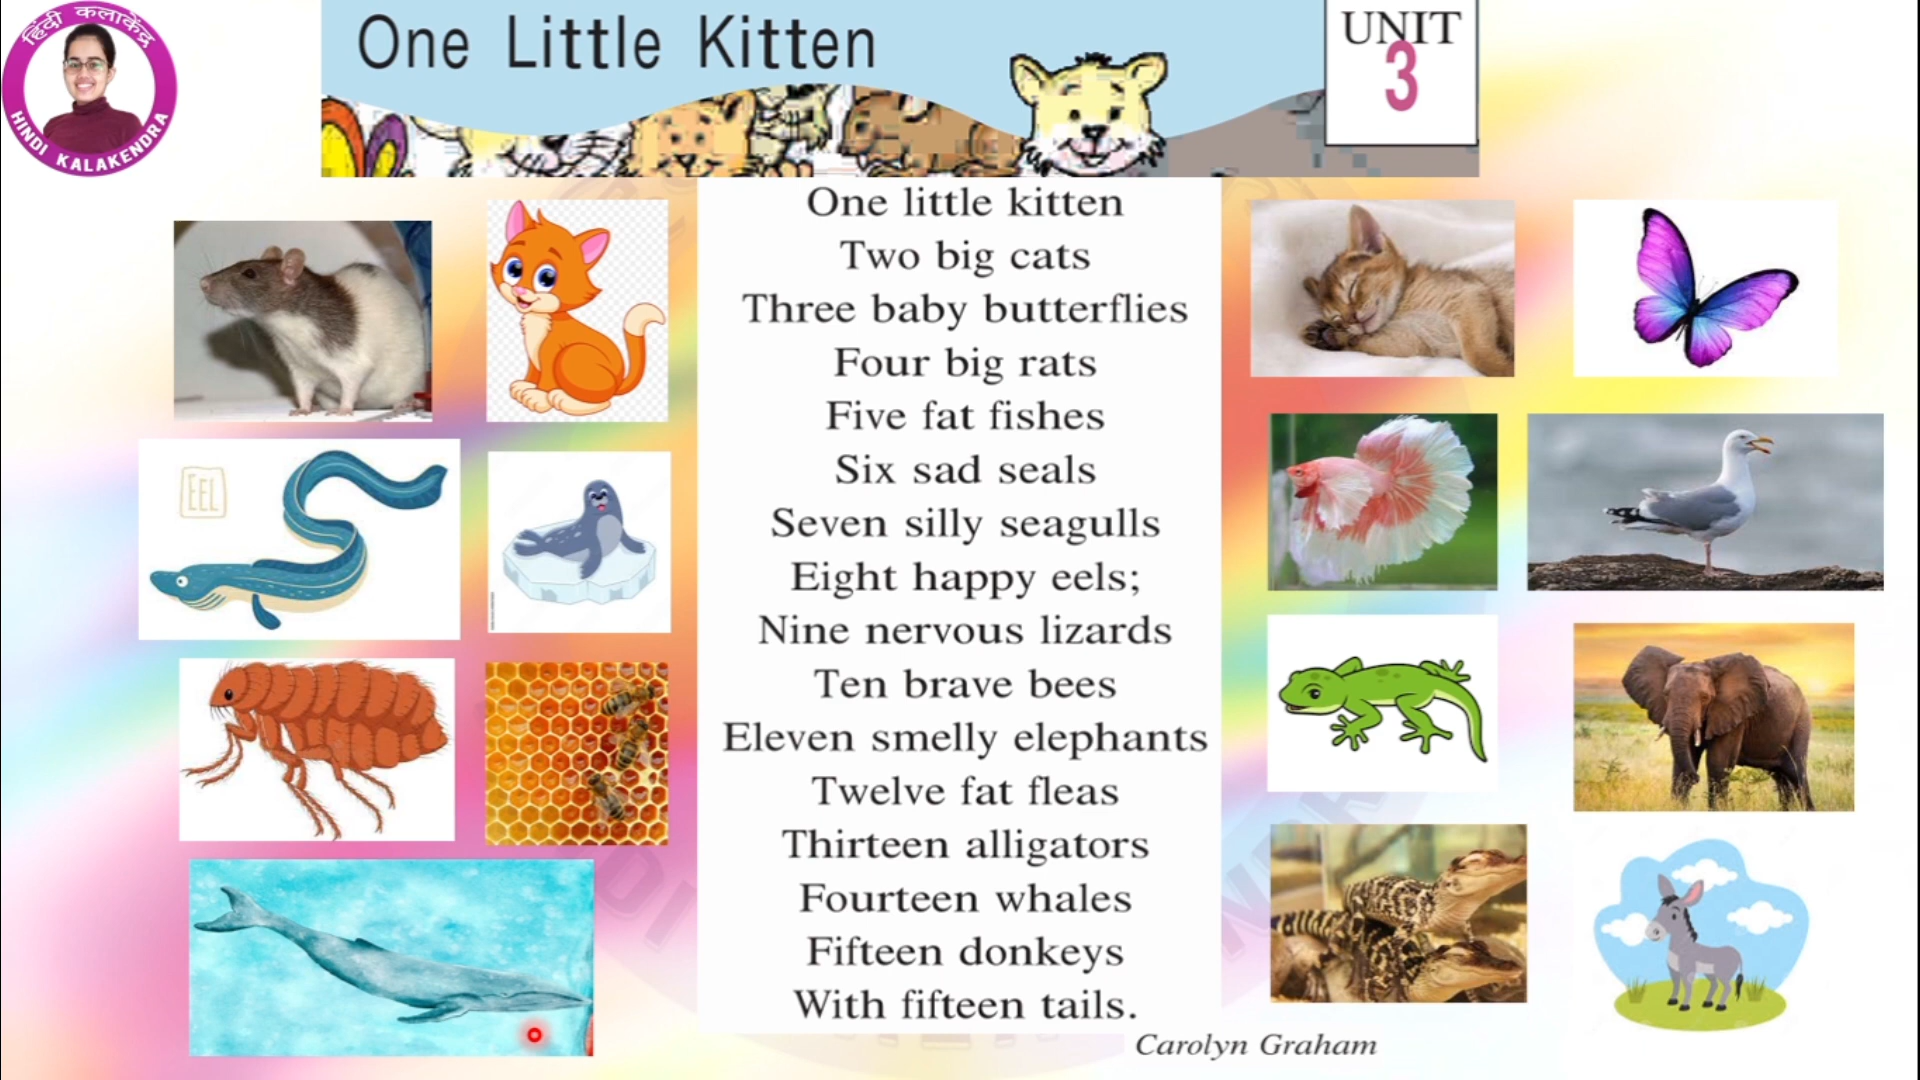 हिंदी कलाकेंद्र
HINDI KALAKENDRA
One Little Kitten
UNIT
3
One little kitten
Two big cats
Three baby butterflies
Four big rats
Five fat fishes
Six sad seals
Seven silly seagulls
Eight happy eels;
Nine nervous lizards
Ten brave bees
Eleven smelly elephants
Twelve fat fleas
Thirteen alligators
Fourteen whales
Fifteen donkeys
With fifteen tails.
Carolyn Graham
EEL